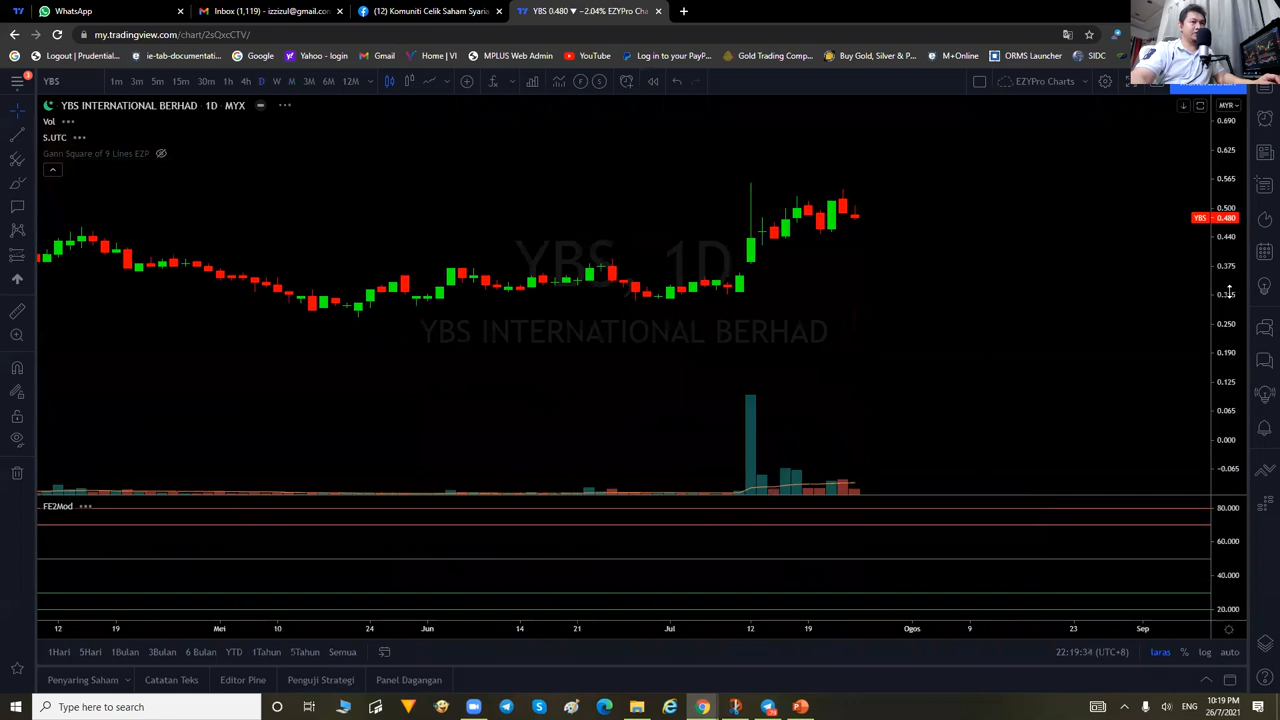 WhatsApp
Inbox (1,119) - izzizul@gmail.con
(12) Komuniti Celik Saham Syaria
YBS 0.480 ▼ −2.04% EZYPro Cha
my.tradingview.com/chart/2sQxcCTV/
Logout | Prudential...
ie-tab-documentati...
Google
Yahoo - login
Gmail
Home | V
MPLUS Web Admin
YouTube
Log in to your PayP...
Gold Trading Comp...
Buy Gold, Silver & P...
M+Online
ORMS Launcher
SIDC
YBS
1m 3m 5m 15m 30m 1h 4h D W M 3M 6M 12M
EZYPro Charts
YBS INTERNATIONAL BERHAD 1D MYX
MYR
Vol
S.UTC
Gann Square of 9 Lines EZP
YBS, 1D
YBS INTERNATIONAL BERHAD
0.690
0.625
0.565
0.500
YBS 0.480
0.440
0.375
0.250
0.190
0.125
0.065
0.000
−0.065
FE2Mod
80.000
60.000
40.000
20.000
12 19 Mei 10 24 Jun 14 21 Jul 12 19 Ogos 9 23 Sep
1Hari 5Hari 1Bulan 3Bulan 6 Bulan YTD 1Tahun 5Tahun Semua
22:19:34 (UTC+8) laras % log auto
Penyaring Saham Catatan Teks Editor Pine Penguji Strategi Panel Dagangan
Type here to search
ENG
10:19 PM
26/7/2021